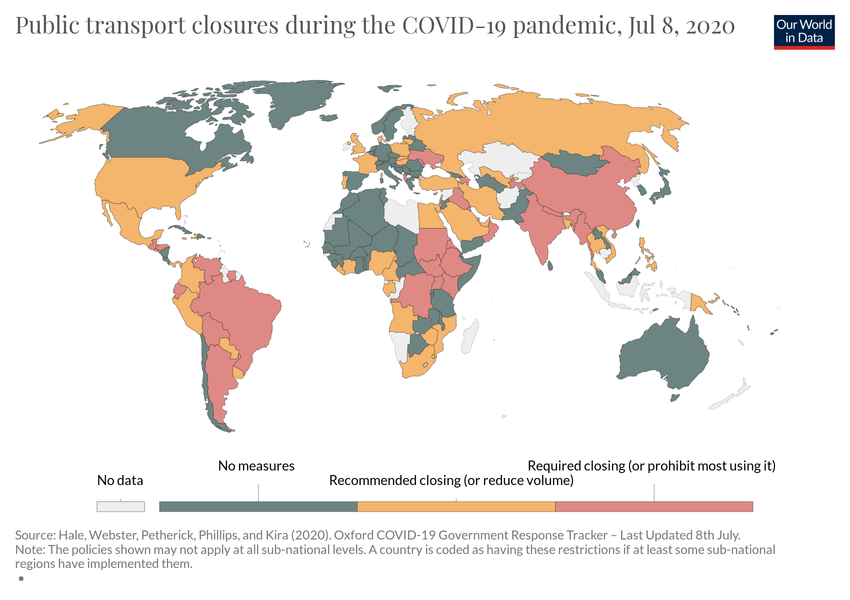 Public transport closures during the COVID-19 pandemic, Jul 8, 2020
Our World
in Data
No data
No measures
Recommended closing (or reduce volume)
Required closing (or prohibit most using it)
Source: Hale, Webster, Petherick, Phillips, and Kira (2020). Oxford COVID-19 Government Response Tracker – Last Updated 8th July.
Note: The policies shown may not apply at all sub-national levels. A country is coded as having these restrictions if at least some sub-national
regions have implemented them.
•